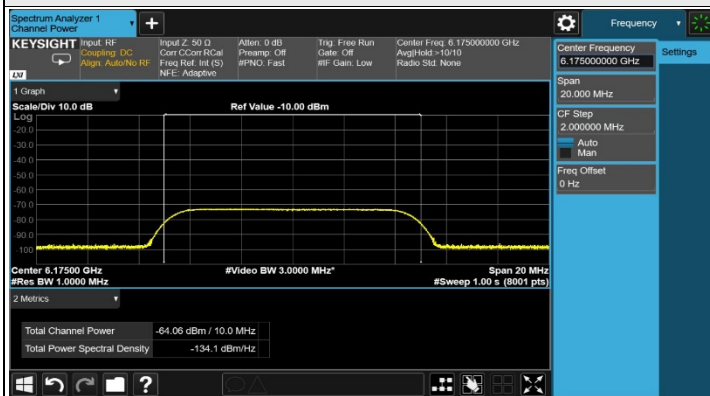 Spectrum Analyzer 1
Channel Power
Frequency
KEYSIGHT
Input: RF
Coupling: DC
Align: Auto/No RF
Input Z: 50 Ω
Corr CCorr RCal
Freq Ref: Int (S)
NFE: Adaptive
Atten: 0 dB
Preamp: Off
#PNO: Fast
Trig: Free Run
Gate: Off
#IF Gain: Low
Center Freq: 6.175000000 GHz
Avg|Hold:>10/10
Radio Std: None
LXI
Center Frequency
6.175000000 GHz
Settings
Span
20.000 MHz
CF Step
2.000000 MHz
Auto
Man
Freq Offset
0 Hz
1 Graph
Scale/Div 10.0 dB
Ref Value -10.00 dBm
Log
-20.0
-30.0
-40.0
-50.0
-60.0
-70.0
-80.0
-90.0
-100
Center 6.17500 GHz
#Video BW 3.0000 MHz*
Span 20 MHz
#Res BW 1.0000 MHz
#Sweep 1.00 s (8001 pts)
2 Metrics
Total Channel Power
-64.06 dBm / 10.0 MHz
Total Power Spectral Density
-134.1 dBm/Hz
?